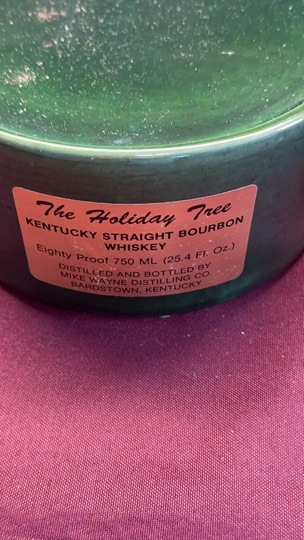 The Holiday Tree
KENTUCKY STRAIGHT BOURBON
WHISKEY
Eighty Proof 750 ML (25.4 Fl. Oz.)
DISTILLED AND BOTTLED BY
MIKE WAYNE DISTILLING CO.
BARDSTOWN, KENTUCKY